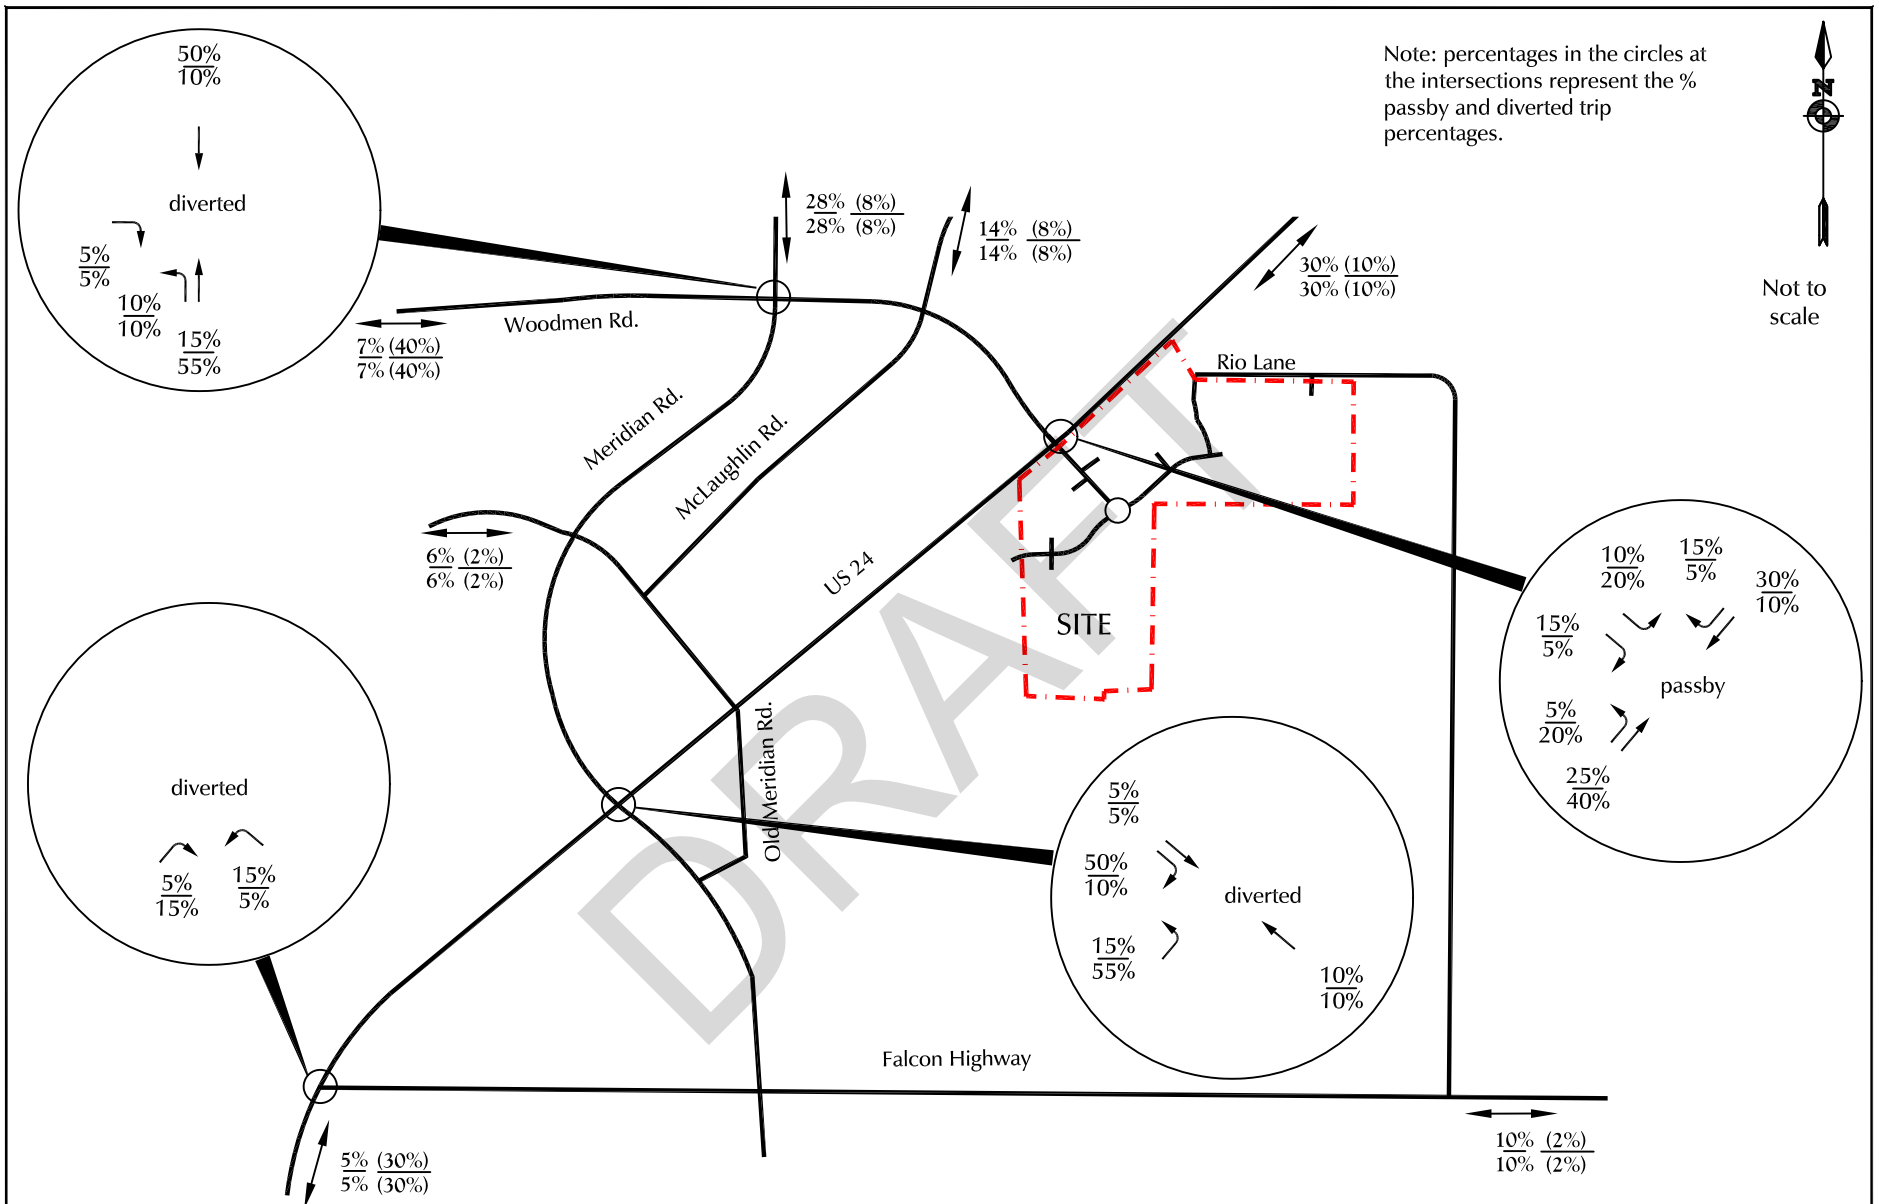 50%
10%
diverted
5%
5%
10%
10%
15%
55%
Note: percentages in the circles at
the intersections represent the %
passby and diverted trip
percentages.
N
Not to
scale
28% (8%)
28% (8%)
14% (8%)
14% (8%)
30% (10%)
30% (10%)
Woodmen Rd.
7% (40%)
7% (40%)
Rio Lane
Meridian Rd.
McLaughlin Rd.
6% (2%)
6% (2%)
US 24
SITE
10%
20%
15%
5%
30%
10%
15%
5%
passby
5%
20%
25%
40%
Old Meridian Rd.
diverted
5%
15%
15%
5%
5%
5%
50%
10%
diverted
15%
55%
10%
10%
Falcon Highway
5% (30%)
5% (30%)
10% (2%)
10% (2%)
DRAFT